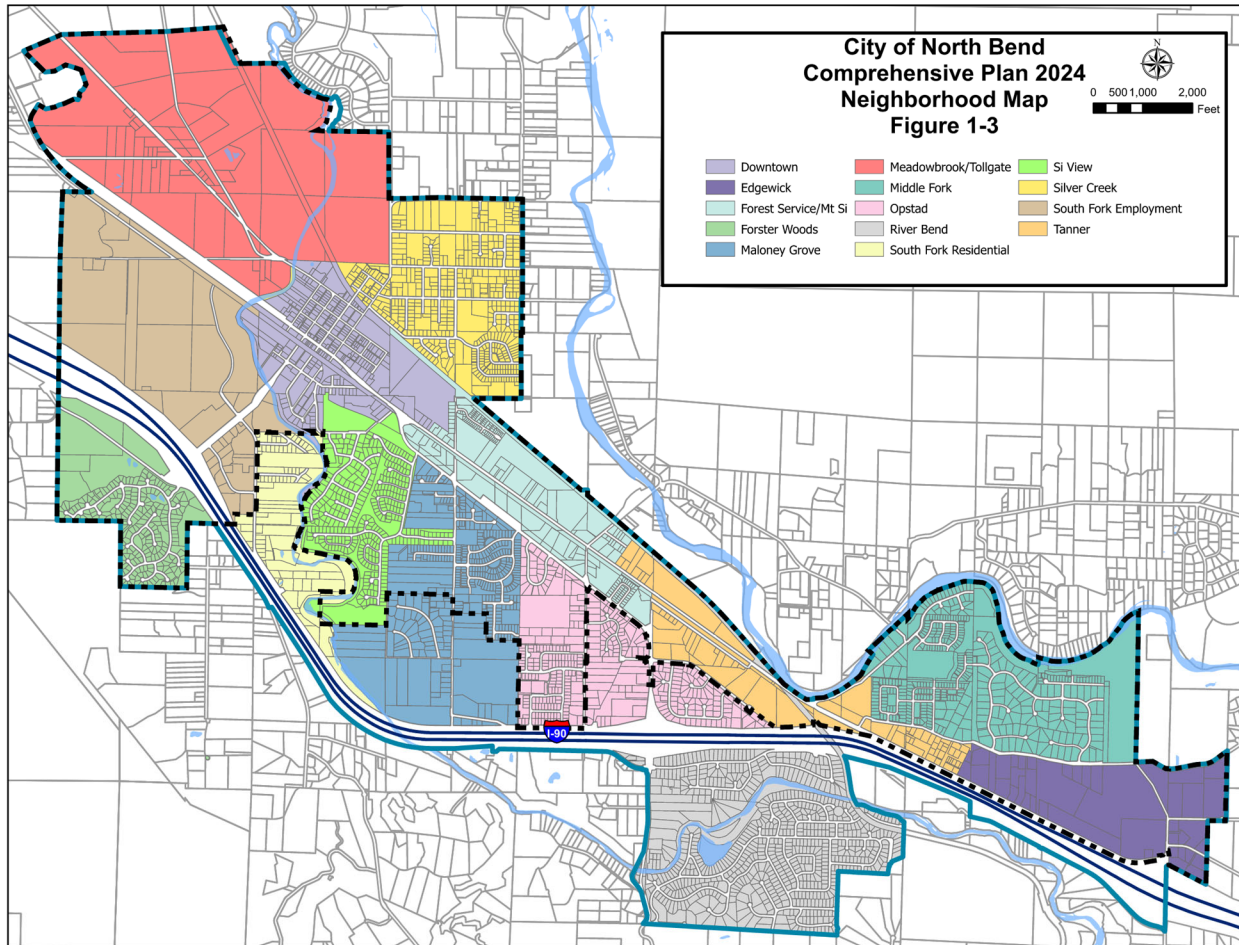 City of North Bend
Comprehensive Plan 2024
Neighborhood Map
Figure 1-3
N
0 500 1,000 2,000
Feet
Downtown
Edgewick
Forest Service/Mt Si
Forster Woods
Maloney Grove
Meadowbrook/Tollgate
Middle Fork
Opstad
River Bend
South Fork Residential
Si View
Silver Creek
South Fork Employment
Tanner
I-90